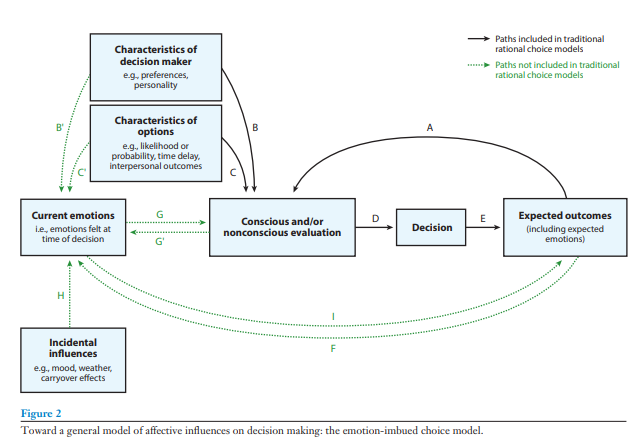 Characteristics of
decision maker
e.g., preferences,
personality
Paths included in traditional
rational choice models
Paths not included in traditional
rational choice models
Characteristics of
options
e.g., likelihood or
probability, time delay,
interpersonal outcomes
B'
B
A
C'
C
Current emotions
i.e., emotions felt at
time of decision
G
G'
Conscious and/or
nonconscious evaluation
D
Decision
E
Expected outcomes
(including expected
emotions)
H
I
F
Incidental
influences
e.g., mood, weather,
carryover effects
Figure 2
Toward a general model of affective influences on decision making: the emotion-imbued choice model.